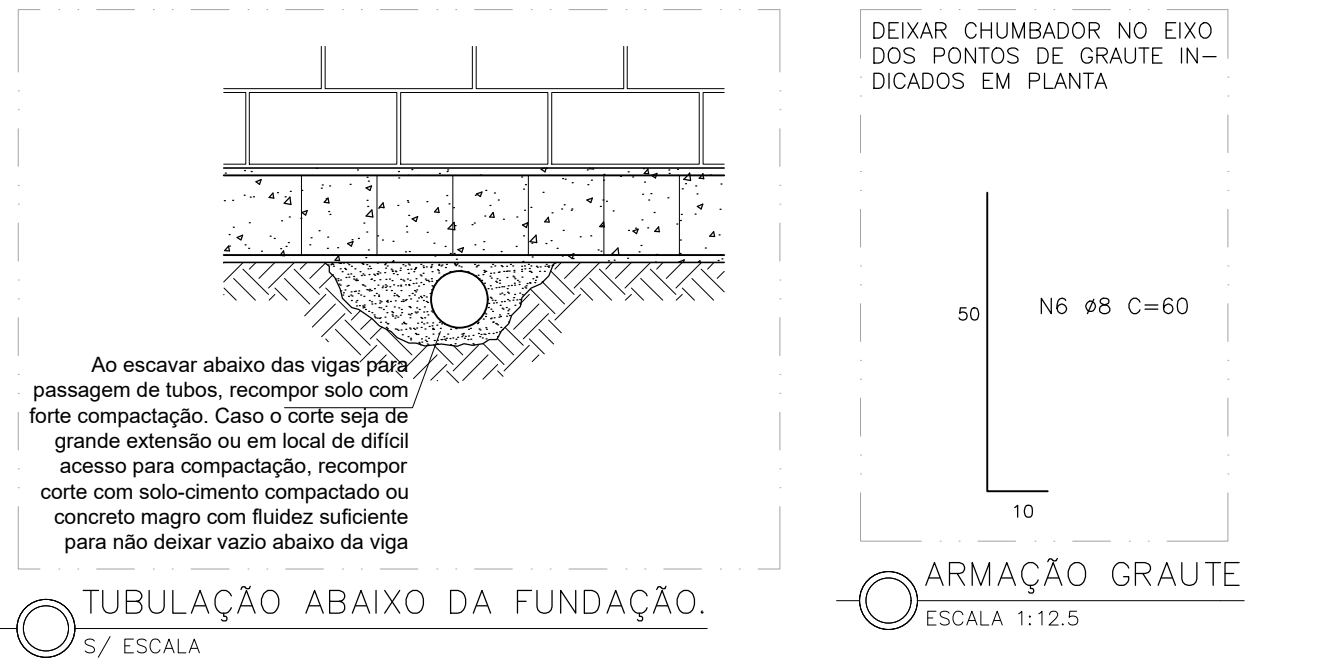 Ao escavar abaixo das vigas para
passagem de tubos, recompor solo com
forte compactação. Caso o corte seja de
grande extensão ou em local de difícil
acesso para compactação, recompor
corte com solo-cimento compactado ou
concreto magro com fluidez suficiente
para não deixar vazio abaixo da viga
TUBULAÇÃO ABAIXO DA FUNDAÇÃO.
S/ ESCALA
DEIXAR CHUMBADOR NO EIXO
DOS PONTOS DE GRAUTE IN-
DICADOS EM PLANTA
50
N6 ø8 C=60
10
ARMAÇÃO GRAUTE
ESCALA 1:12.5